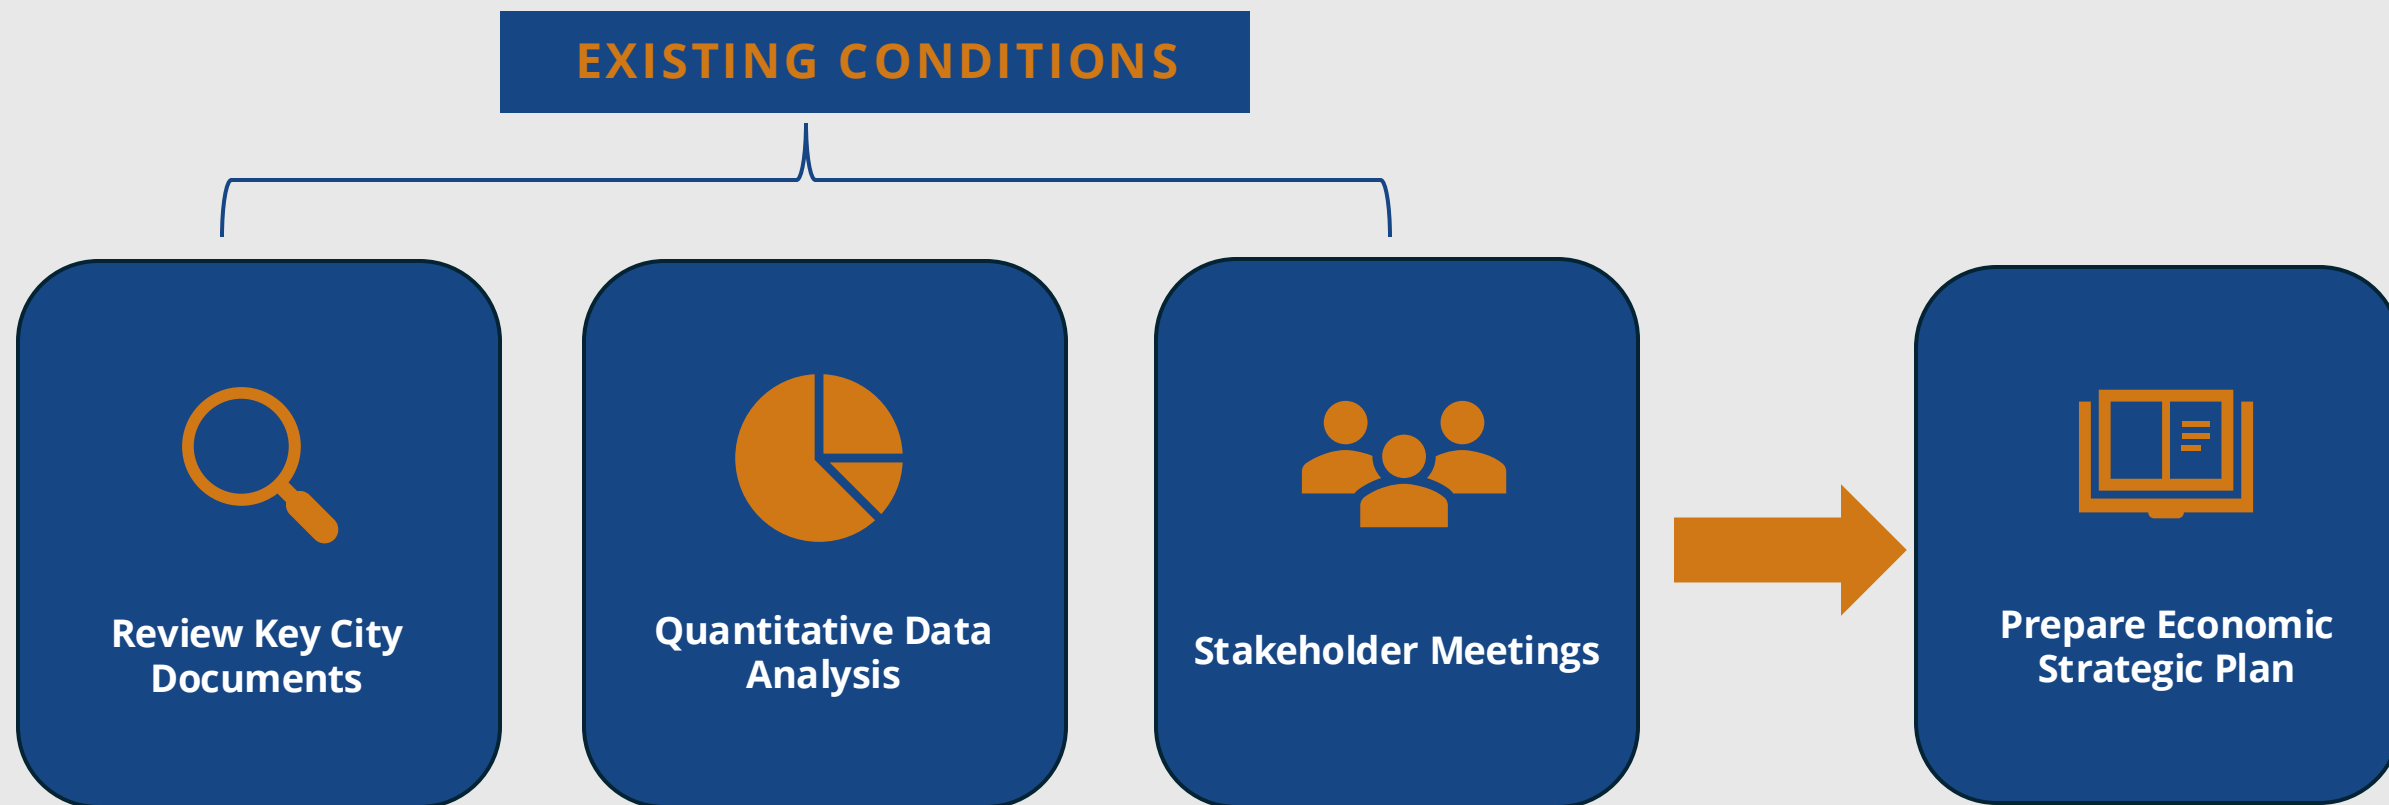 EXISTING CONDITIONS
Review Key City
Documents
Quantitative Data
Analysis
Stakeholder Meetings
Prepare Economic
Strategic Plan